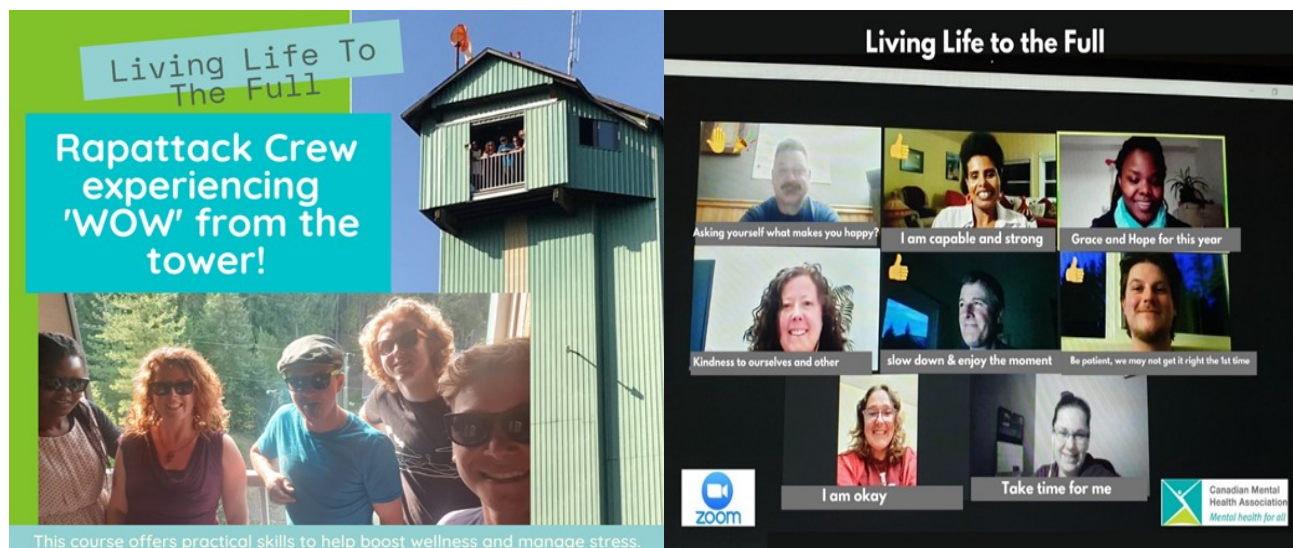 Living Life To
The Full
Rapattack Crew
experiencing
'WOW' from the
tower!
This course offers practical skills to help boost wellness and manage stress.
Living Life to the Full
Asking yourself what makes you happy?
I am capable and strong
Grace and Hope for this year
Kindness to ourselves and other
slow down & enjoy the moment
Be patient, we may not get it right the 1st time
I am okay
Take time for me
zoom
Canadian Mental
Health Association
Mental health for all